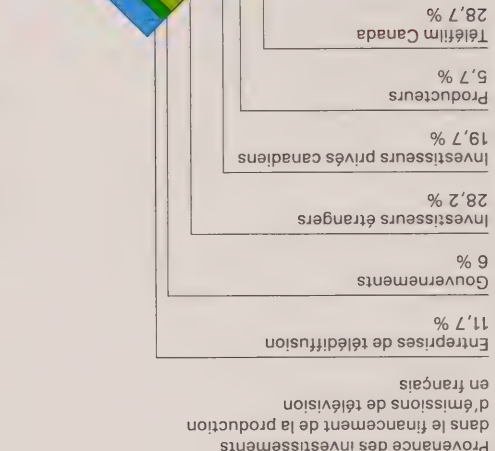 Provenance des investissements
dans le financement de la production
d'émissions de télévision
en français
Entreprises de télédiffusion
11,7 %
Gouvernements
6 %
Investisseurs étrangers
28,2 %
Investisseurs privés canadiens
19,7 %
Producteurs
5,7 %
Téléfilm Canada
28,7 %